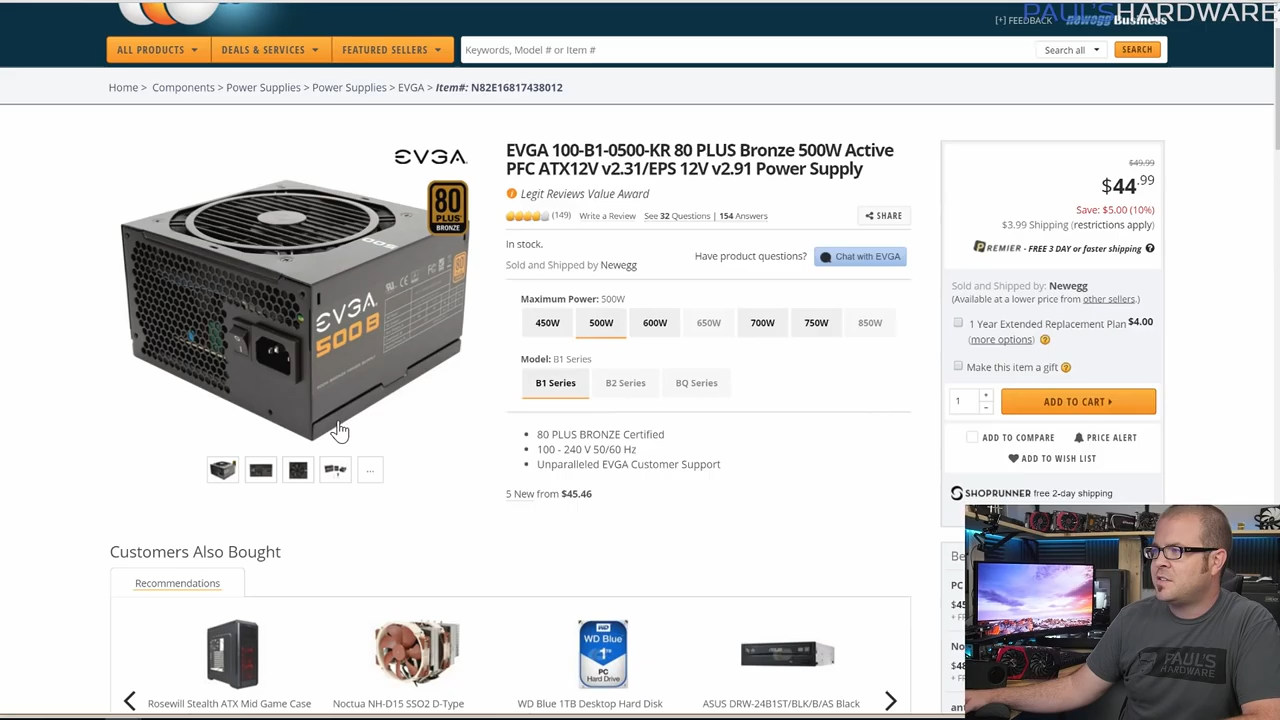 PAUL'S HARDWARE
[+] FEEDBACK newegg Business
ALL PRODUCTS DEALS & SERVICES FEATURED SELLERS Keywords, Model # or Item # Search all SEARCH
Home > Components > Power Supplies > Power Supplies > EVGA > Item#: N82E16817438012
EVGA
80 PLUS BRONZE
EVGA
500 B
500
EVGA 100-B1-0500-KR 80 PLUS Bronze 500W Active
PFC ATX12V v2.31/EPS 12V v2.91 Power Supply
Legit Reviews Value Award
(149) Write a Review See 32 Questions | 154 Answers SHARE
In stock.
Sold and Shipped by Newegg
Have product questions? Chat with EVGA
Maximum Power: 500W
450W 500W 600W 650W 700W 750W 850W
Model: B1 Series
B1 Series B2 Series BQ Series
• 80 PLUS BRONZE Certified
• 100 - 240 V 50/60 Hz
• Unparalleled EVGA Customer Support
5 New from $45.46
...
$49.99
$44.99
Save: $5.00 (10%)
$3.99 Shipping (restrictions apply)
PREMIER - FREE 3 DAY or faster shipping
Sold and Shipped by: Newegg
(Available at a lower price from other sellers.)
1 Year Extended Replacement Plan $4.00
(more options)
Make this item a gift
1 + - ADD TO CART
ADD TO COMPARE PRICE ALERT
ADD TO WISH LIST
SHOPRUNNER free 2-day shipping
Customers Also Bought
Recommendations
WD Blue
1TB
PC
Hard Drive
Rosewill Stealth ATX Mid Game Case Noctua NH-D15 SSO2 D-Type WD Blue 1TB Desktop Hard Disk ASUS DRW-24B1ST/BLK/B/AS Black
PC
PAUL'S
HARDWARE